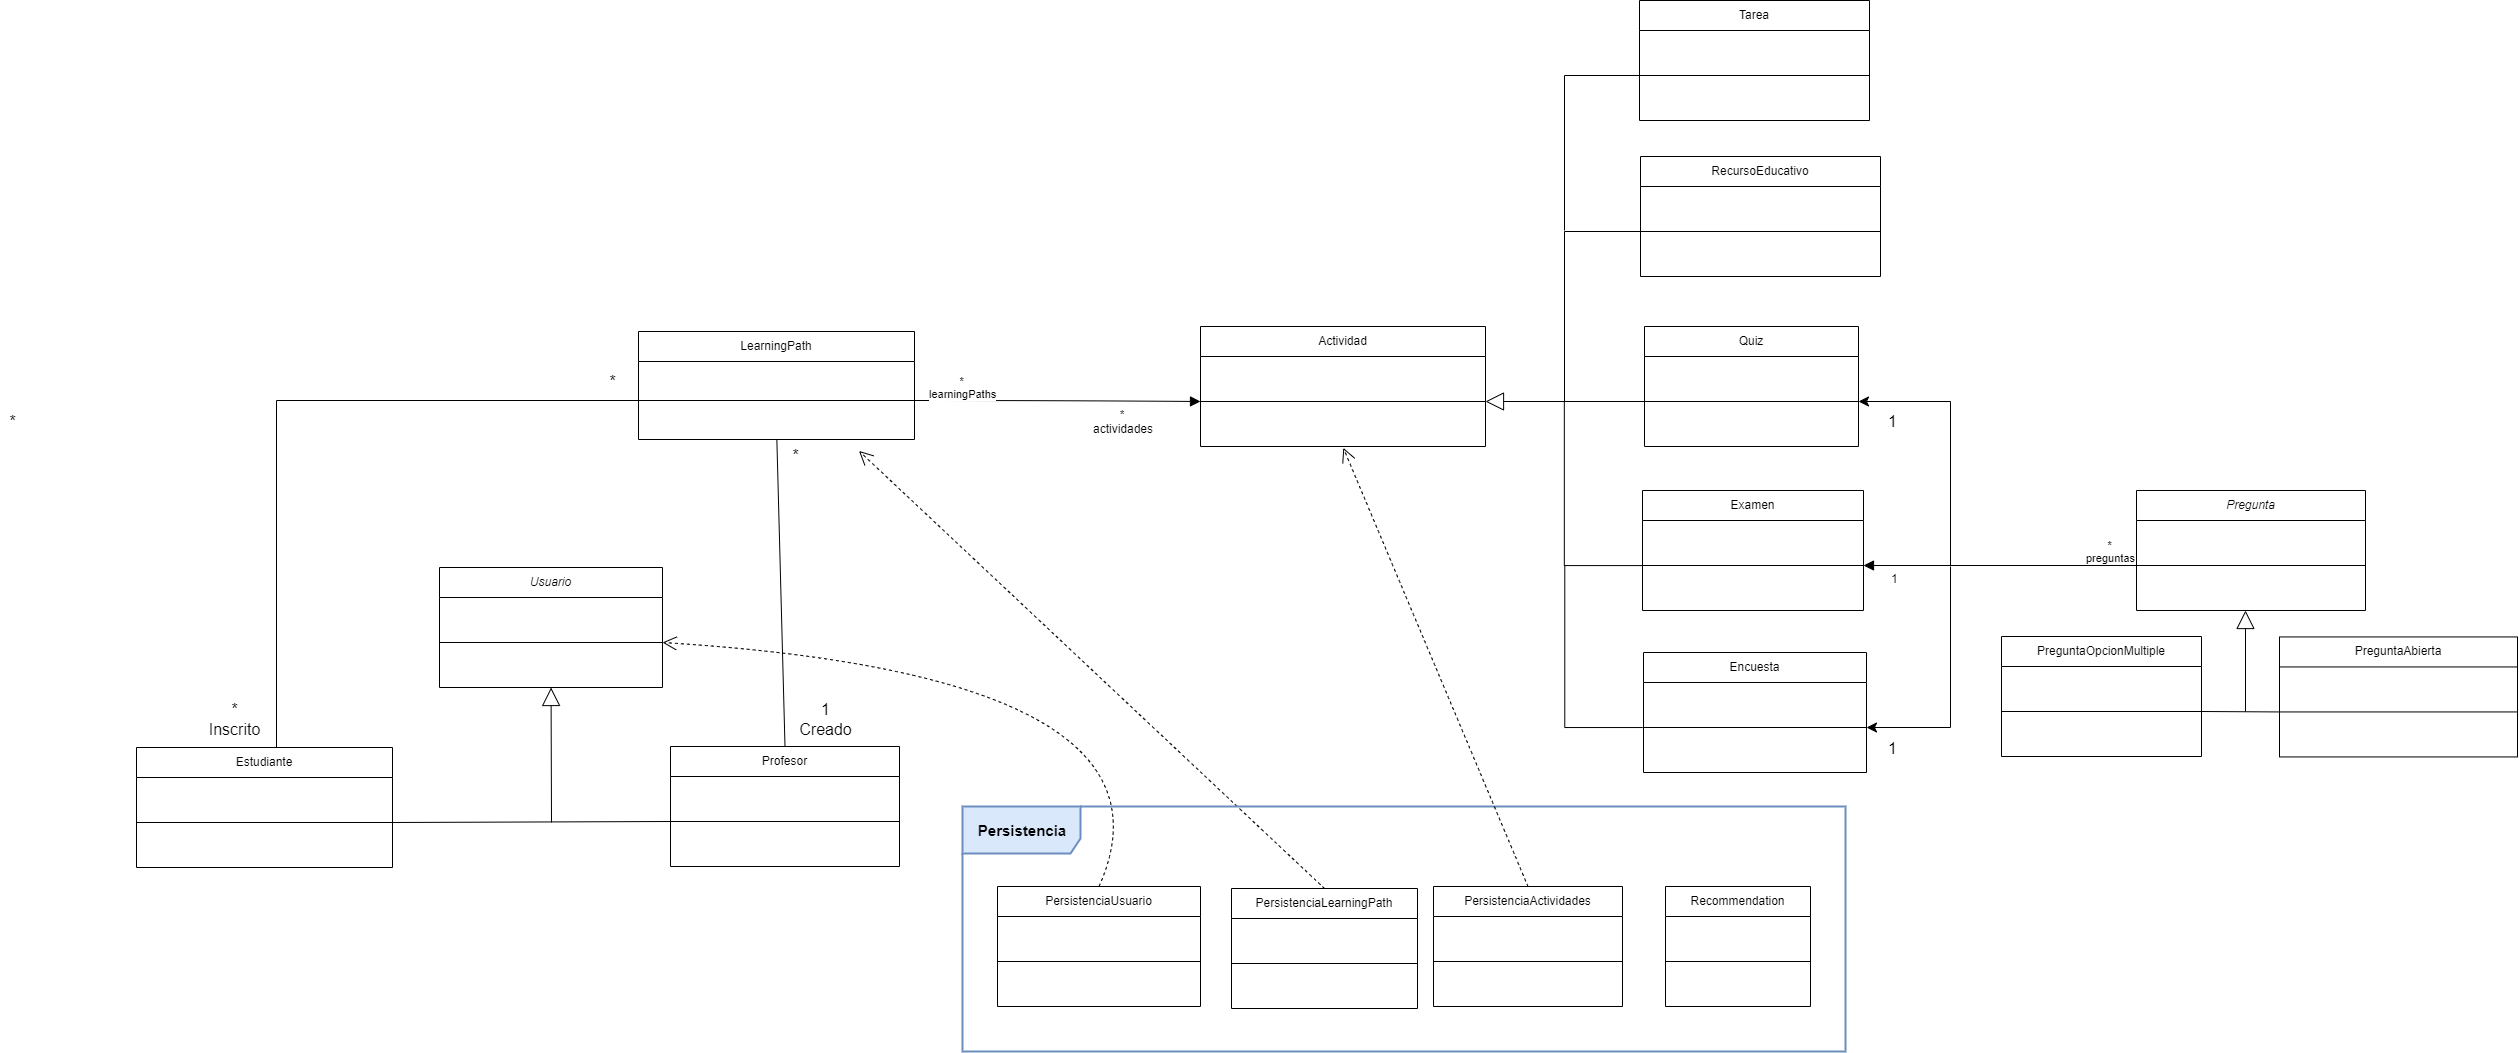 Tarea
RecursoEducativo
LearningPath
Actividad
Quiz
*
*
learningPaths
*
actividades
*
1
*
Pregunta
Examen
*
preguntas
1
Usuario
PreguntaOpcionMultiple
PreguntaAbierta
Encuesta
*
Inscrito
1
Creado
1
Estudiante
Profesor
Persistencia
PersistenciaUsuario
PersistenciaLearningPath
PersistenciaActividades
Recommendation